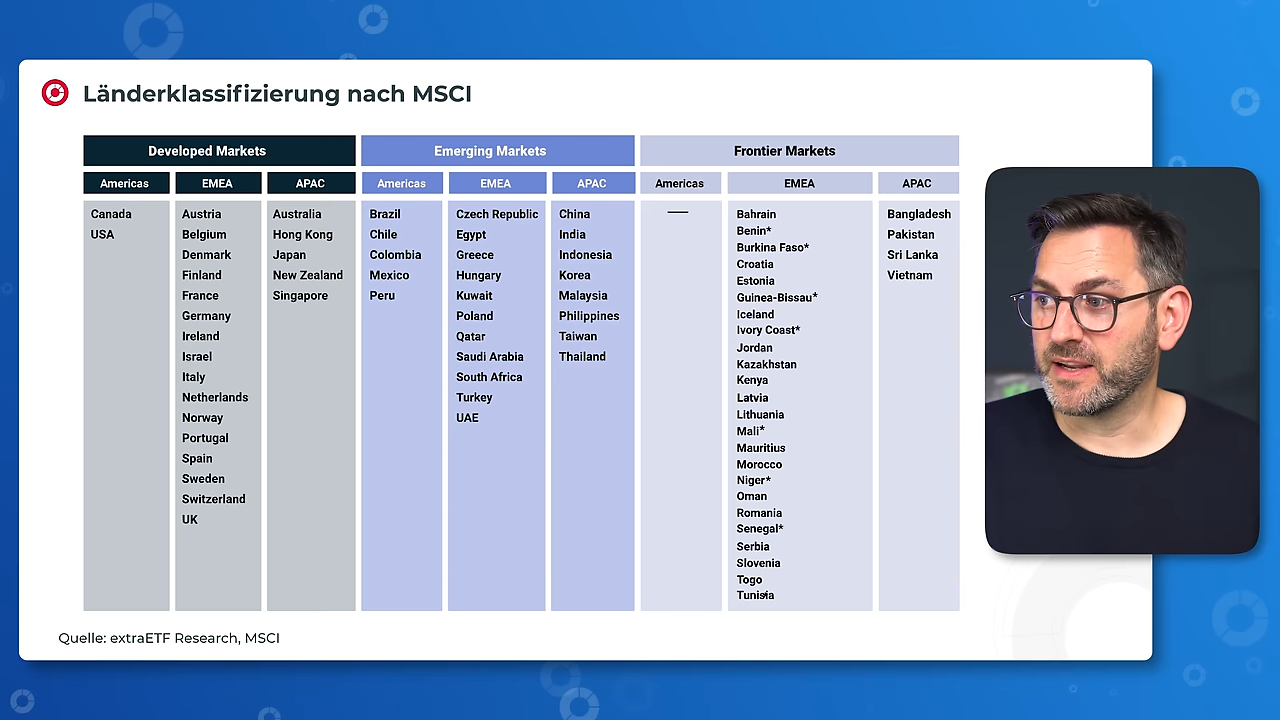 Länderklassifizierung nach MSCI
Developed Markets
Emerging Markets
Frontier Markets
Americas
EMEA
APAC
Americas
EMEA
APAC
Americas
EMEA
APAC
Canada
USA
Austria
Belgium
Denmark
Finland
France
Germany
Ireland
Israel
Italy
Netherlands
Norway
Portugal
Spain
Sweden
Switzerland
UK
Australia
Hong Kong
Japan
New Zealand
Singapore
Brazil
Chile
Colombia
Mexico
Peru
Czech Republic
Egypt
Greece
Hungary
Kuwait
Poland
Qatar
Saudi Arabia
South Africa
Turkey
UAE
China
India
Indonesia
Korea
Malaysia
Philippines
Taiwan
Thailand
—
Bahrain
Benin*
Burkina Faso*
Croatia
Estonia
Guinea-Bissau*
Iceland
Ivory Coast*
Jordan
Kazakhstan
Kenya
Latvia
Lithuania
Mali*
Mauritius
Morocco
Niger*
Oman
Romania
Senegal*
Serbia
Slovenia
Togo
Tunisia
Bangladesh
Pakistan
Sri Lanka
Vietnam
Quelle: extraETF Research, MSCI